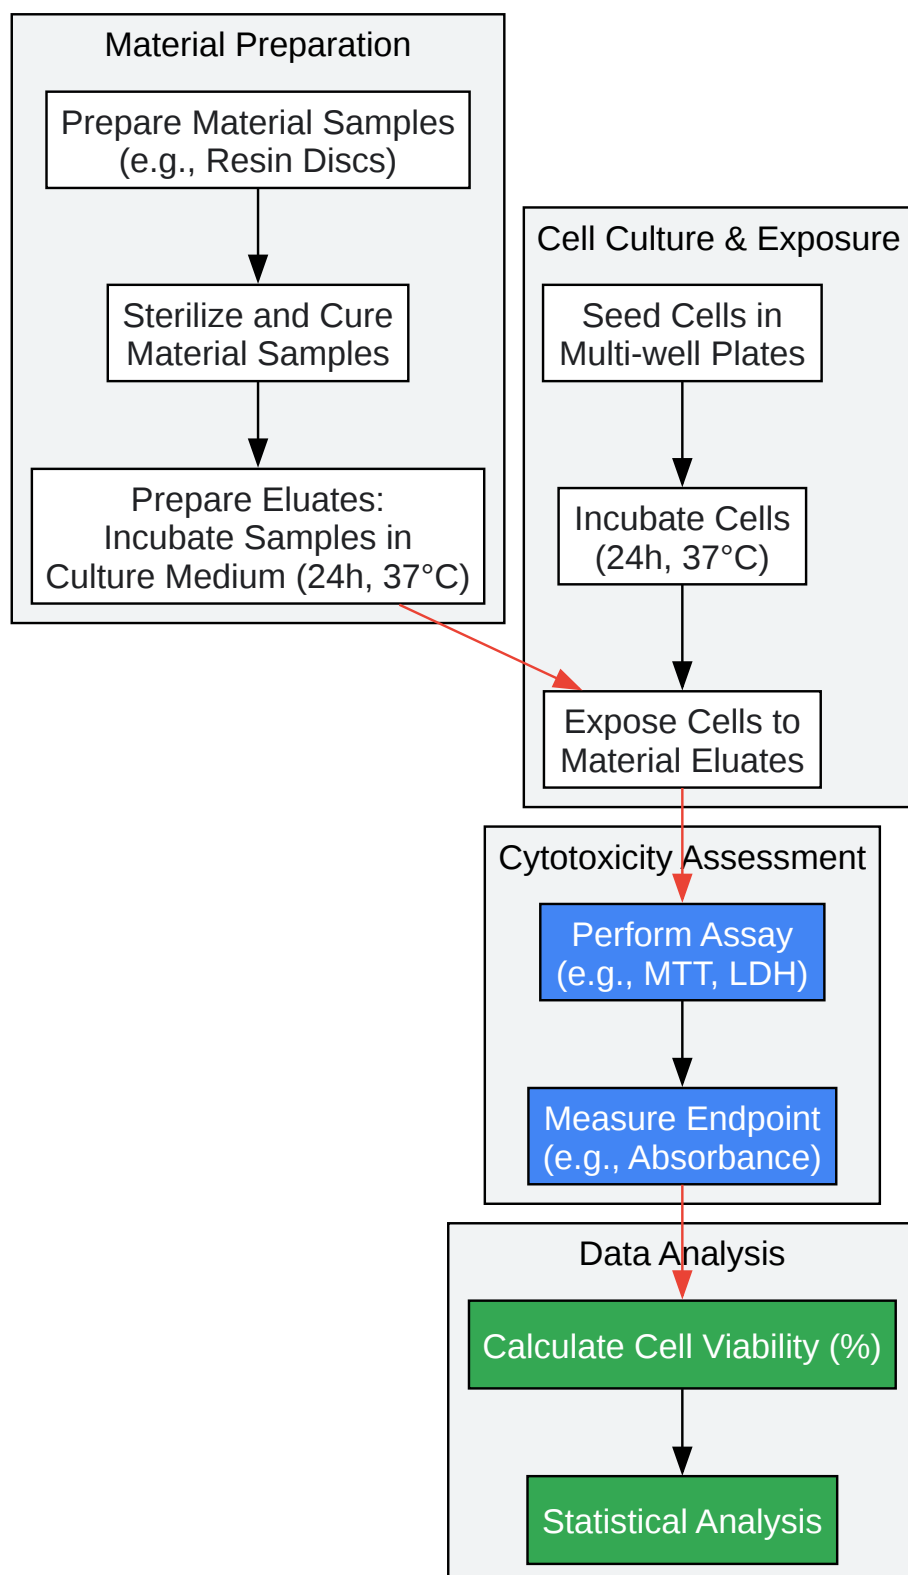 Material Preparation
Prepare Material Samples
(e.g., Resin Discs)
Sterilize and Cure
Material Samples
Prepare Eluates:
Incubate Samples in
Culture Medium (24h, 37°C)
Cell Culture & Exposure
Seed Cells in
Multi-well Plates
Incubate Cells
(24h, 37°C)
Expose Cells to
Material Eluates
Cytotoxicity Assessment
Perform Assay
(e.g., MTT, LDH)
Measure Endpoint
(e.g., Absorbance)
Data Analysis
Calculate Cell Viability (%)
Statistical Analysis